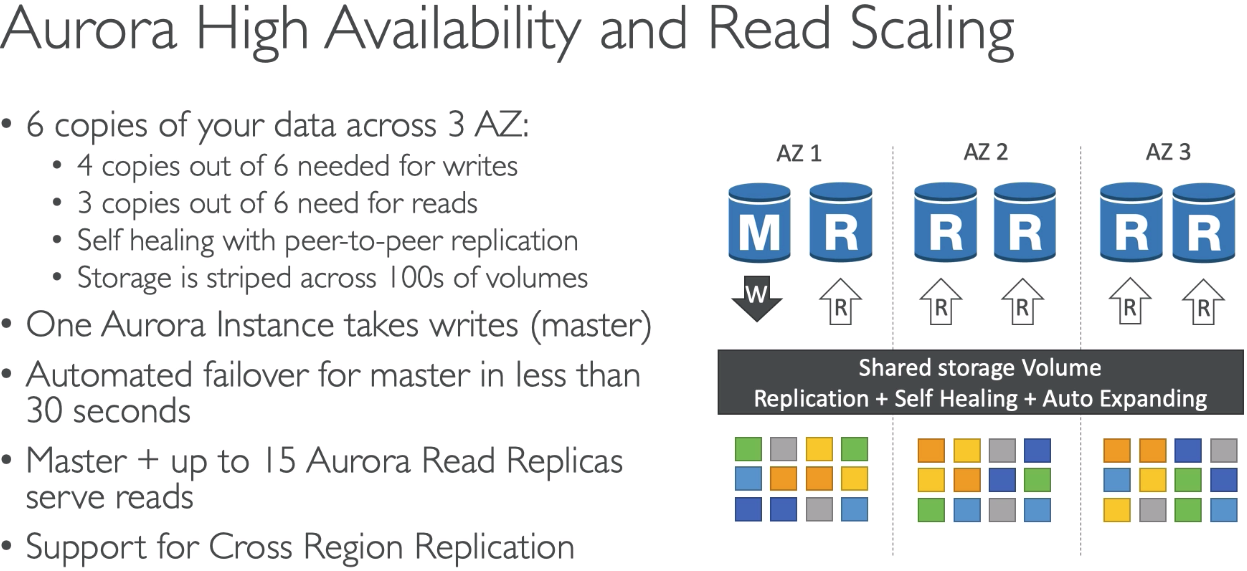 Aurora High Availability and Read Scaling
• 6 copies of your data across 3 AZ:
• 4 copies out of 6 needed for writes
• 3 copies out of 6 need for reads
• Self healing with peer-to-peer replication
• Storage is striped across 100s of volumes
• One Aurora Instance takes writes (master)
• Automated failover for master in less than
30 seconds
• Master + up to 15 Aurora Read Replicas
serve reads
• Support for Cross Region Replication
AZ 1 AZ 2 AZ 3
M R R R R R
W R R R R R
Shared storage Volume
Replication + Self Healing + Auto Expanding